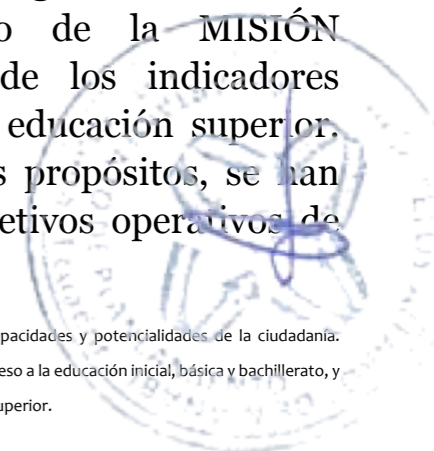 o de la MISIÓN
de los indicadores
educación superior.
s propósitos, se han
etivos operativos de
pacidades y potencialidades de la ciudadanía.
eso a la educación inicial, básica y bachillerato, y
uperior.